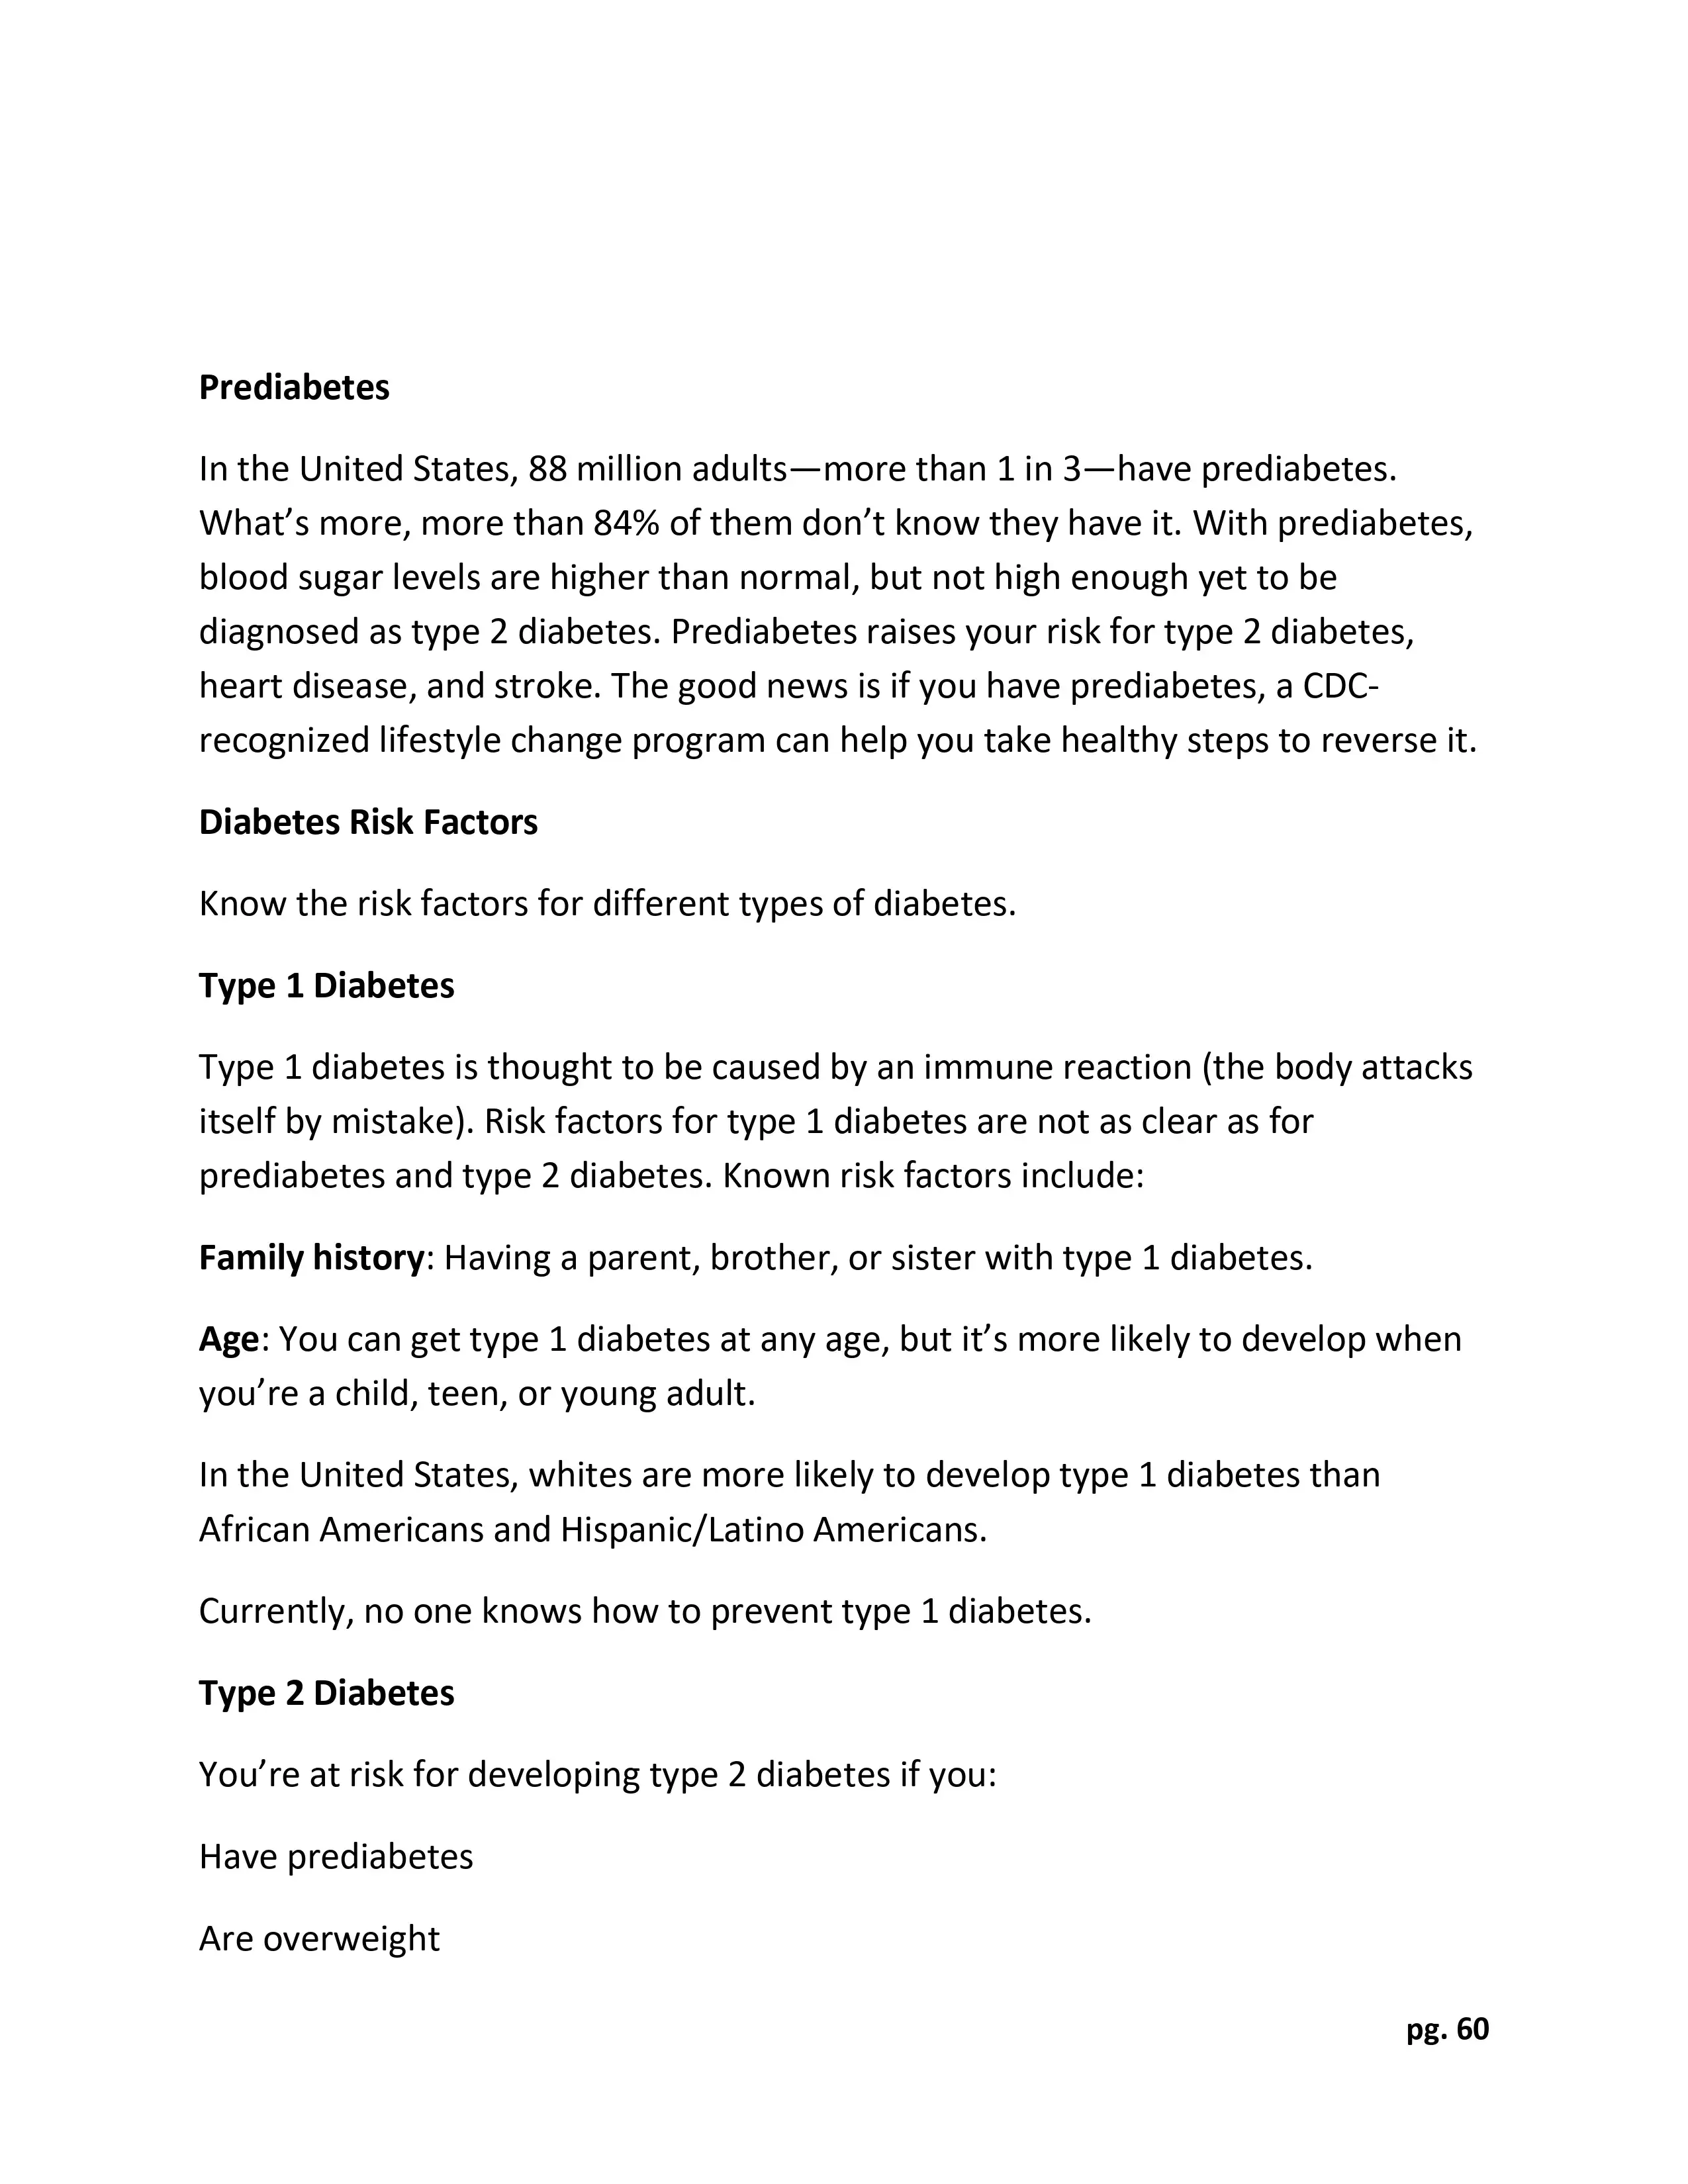 Prediabetes
In the United States, 88 million adults—more than 1 in 3—have prediabetes.
What’s more, more than 84% of them don’t know they have it. With prediabetes,
blood sugar levels are higher than normal, but not high enough yet to be
diagnosed as type 2 diabetes. Prediabetes raises your risk for type 2 diabetes,
heart disease, and stroke. The good news is if you have prediabetes, a CDC-
recognized lifestyle change program can help you take healthy steps to reverse it.
Diabetes Risk Factors
Know the risk factors for different types of diabetes.
Type 1 Diabetes
Type 1 diabetes is thought to be caused by an immune reaction (the body attacks
itself by mistake). Risk factors for type 1 diabetes are not as clear as for
prediabetes and type 2 diabetes. Known risk factors include:
Family history: Having a parent, brother, or sister with type 1 diabetes.
Age: You can get type 1 diabetes at any age, but it’s more likely to develop when
you’re a child, teen, or young adult.
In the United States, whites are more likely to develop type 1 diabetes than
African Americans and Hispanic/Latino Americans.
Currently, no one knows how to prevent type 1 diabetes.
Type 2 Diabetes
You’re at risk for developing type 2 diabetes if you:
Have prediabetes
Are overweight
pg. 60